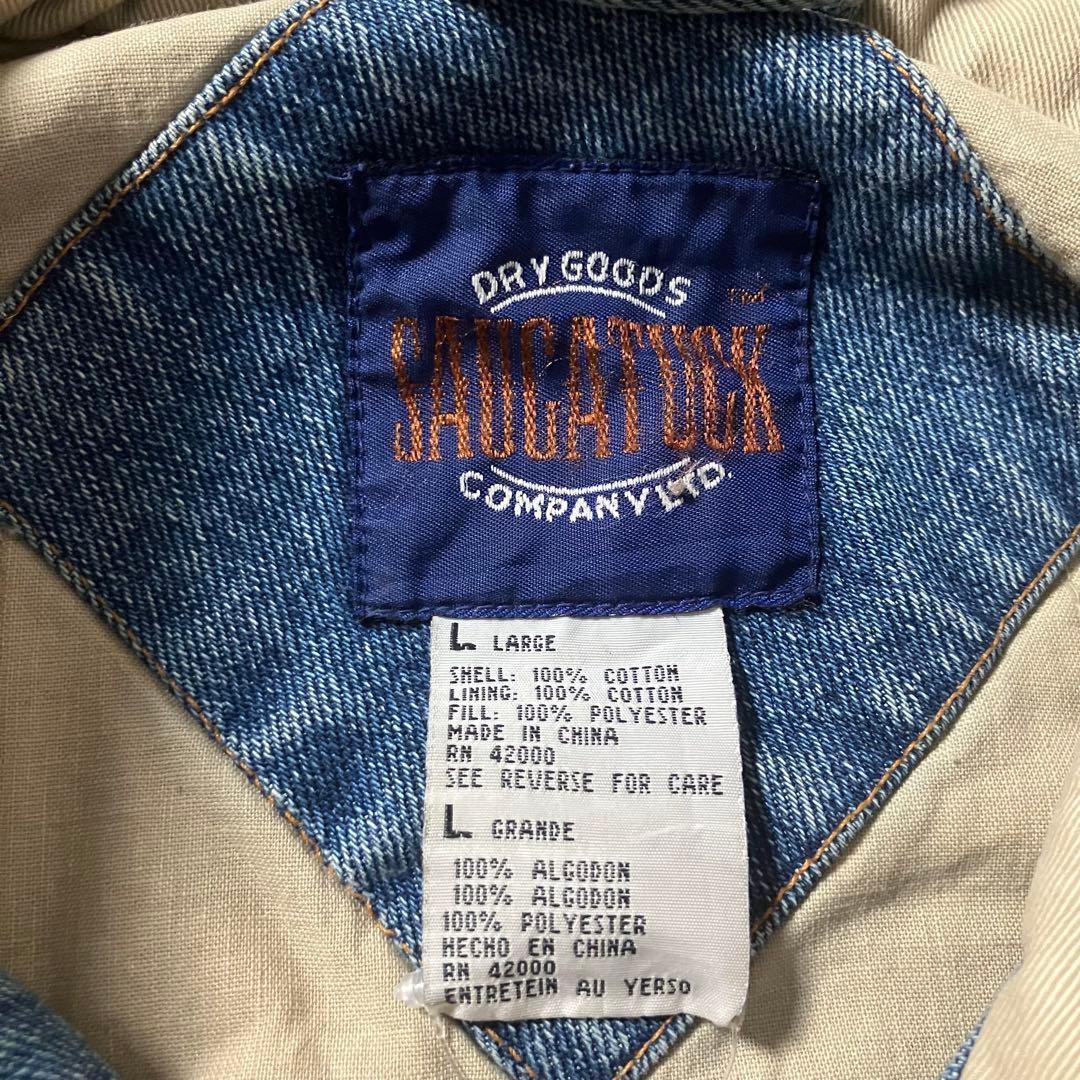 DRY GOODS
SAUGATUCK
COMPANY LTD.
L LARGE
SHELL: 100% COTTON
LINING: 100% COTTON
FILL: 100% POLYESTER
MADE IN CHINA
RN 42000
SEE REVERSE FOR CARE
L GRANDE
100% ALGODON
100% ALGODON
100% POLYESTER
HECHO EN CHINA
RN 42000
ENTRETEIN AU YERSO